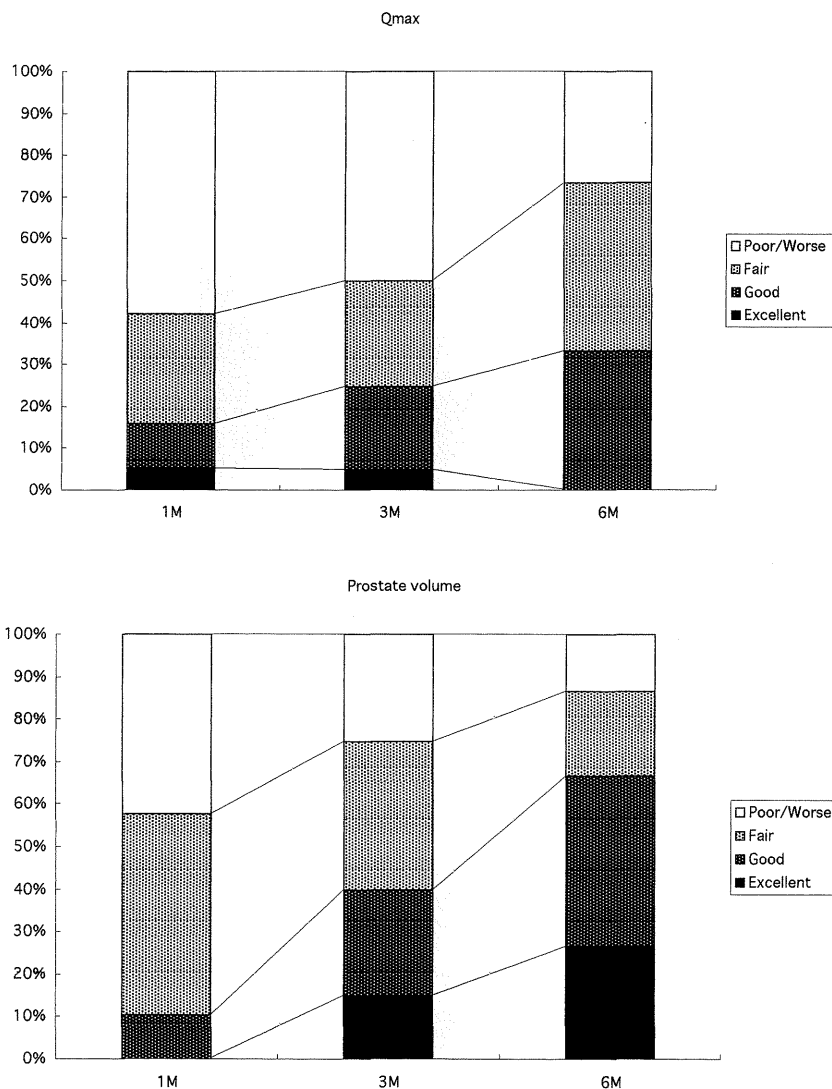 Qmax
100%
90%
80%
70%
60%
50%
40%
30%
20%
10%
0%
1M
3M
6M
Poor/Worse
Fair
Good
Excellent
Prostate volume
100%
90%
80%
70%
60%
50%
40%
30%
20%
10%
0%
1M
3M
6M
Poor/Worse
Fair
Good
Excellent